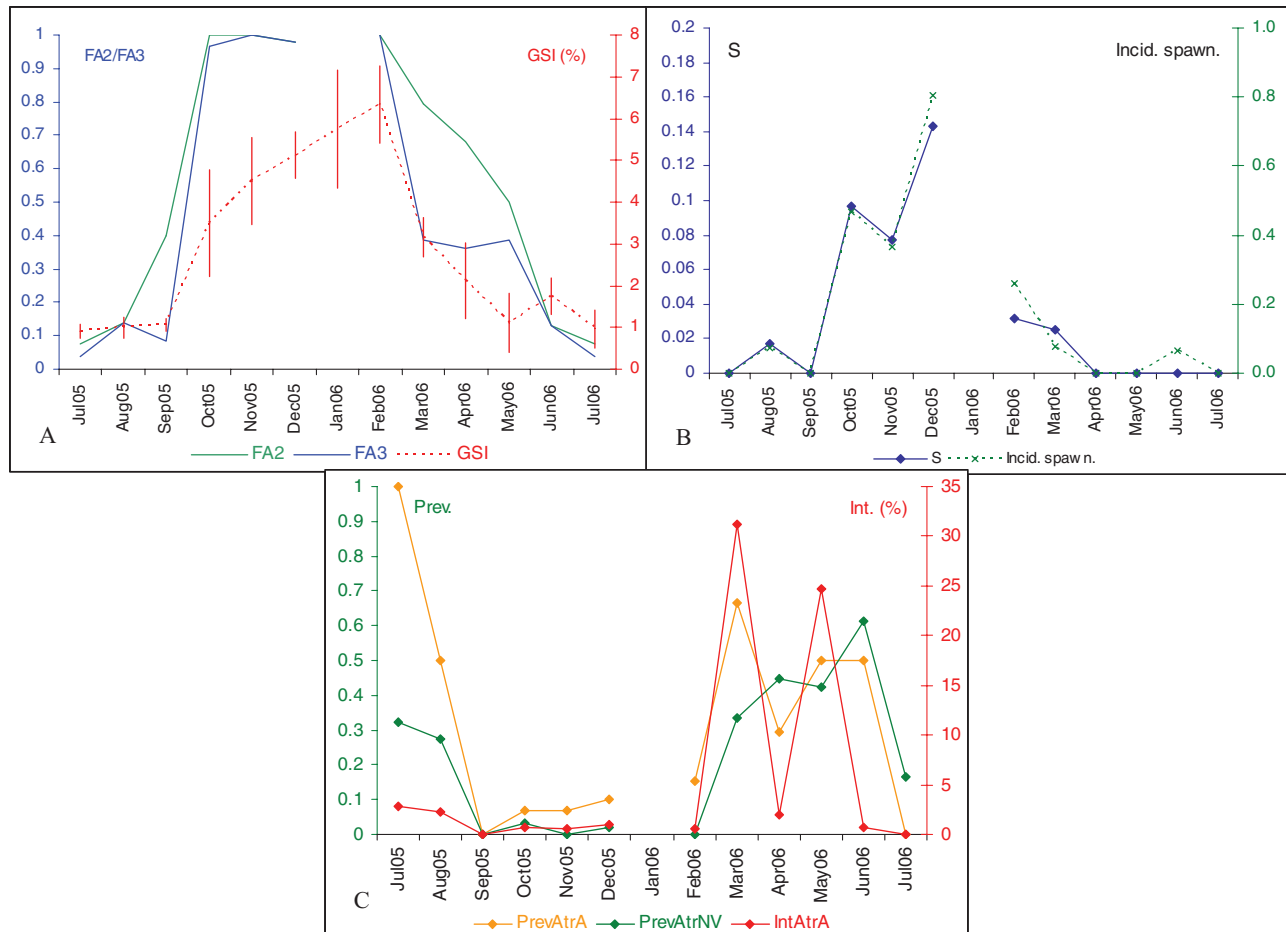 FA2/FA3
GSI (%)
1
0.9
0.8
0.7
0.6
0.5
0.4
0.3
0.2
0.1
0
8
7
6
5
4
3
2
1
0
Jul05
Aug05
Sep05
Oct05
Nov05
Dec05
Jan06
Feb06
Mar06
Apr06
May06
Jun06
Jul06
A
FA2 FA3 GSI
S
Incid. spawn.
0.2
0.18
0.16
0.14
0.12
0.1
0.08
0.06
0.04
0.02
0
1.0
0.8
0.6
0.4
0.2
0.0
Jul05
Aug05
Sep05
Oct05
Nov05
Dec05
Jan06
Feb06
Mar06
Apr06
May06
Jun06
Jul06
B
S Incid. spawn.
Prev.
Int. (%)
1
0.9
0.8
0.7
0.6
0.5
0.4
0.3
0.2
0.1
0
35
30
25
20
15
10
5
0
Jul05
Aug05
Sep05
Oct05
Nov05
Dec05
Jan06
Feb06
Mar06
Apr06
May06
Jun06
Jul06
C
PrevAtrA PrevAtrNV IntAtrA